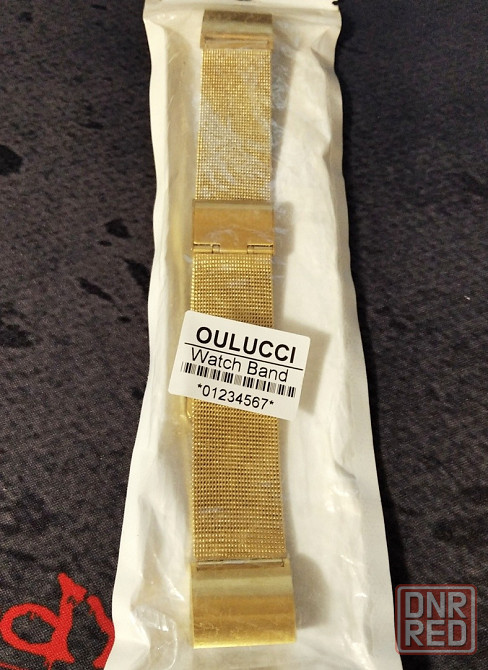 OULUCCI
Watch Band
*01234567*
DNR
RED